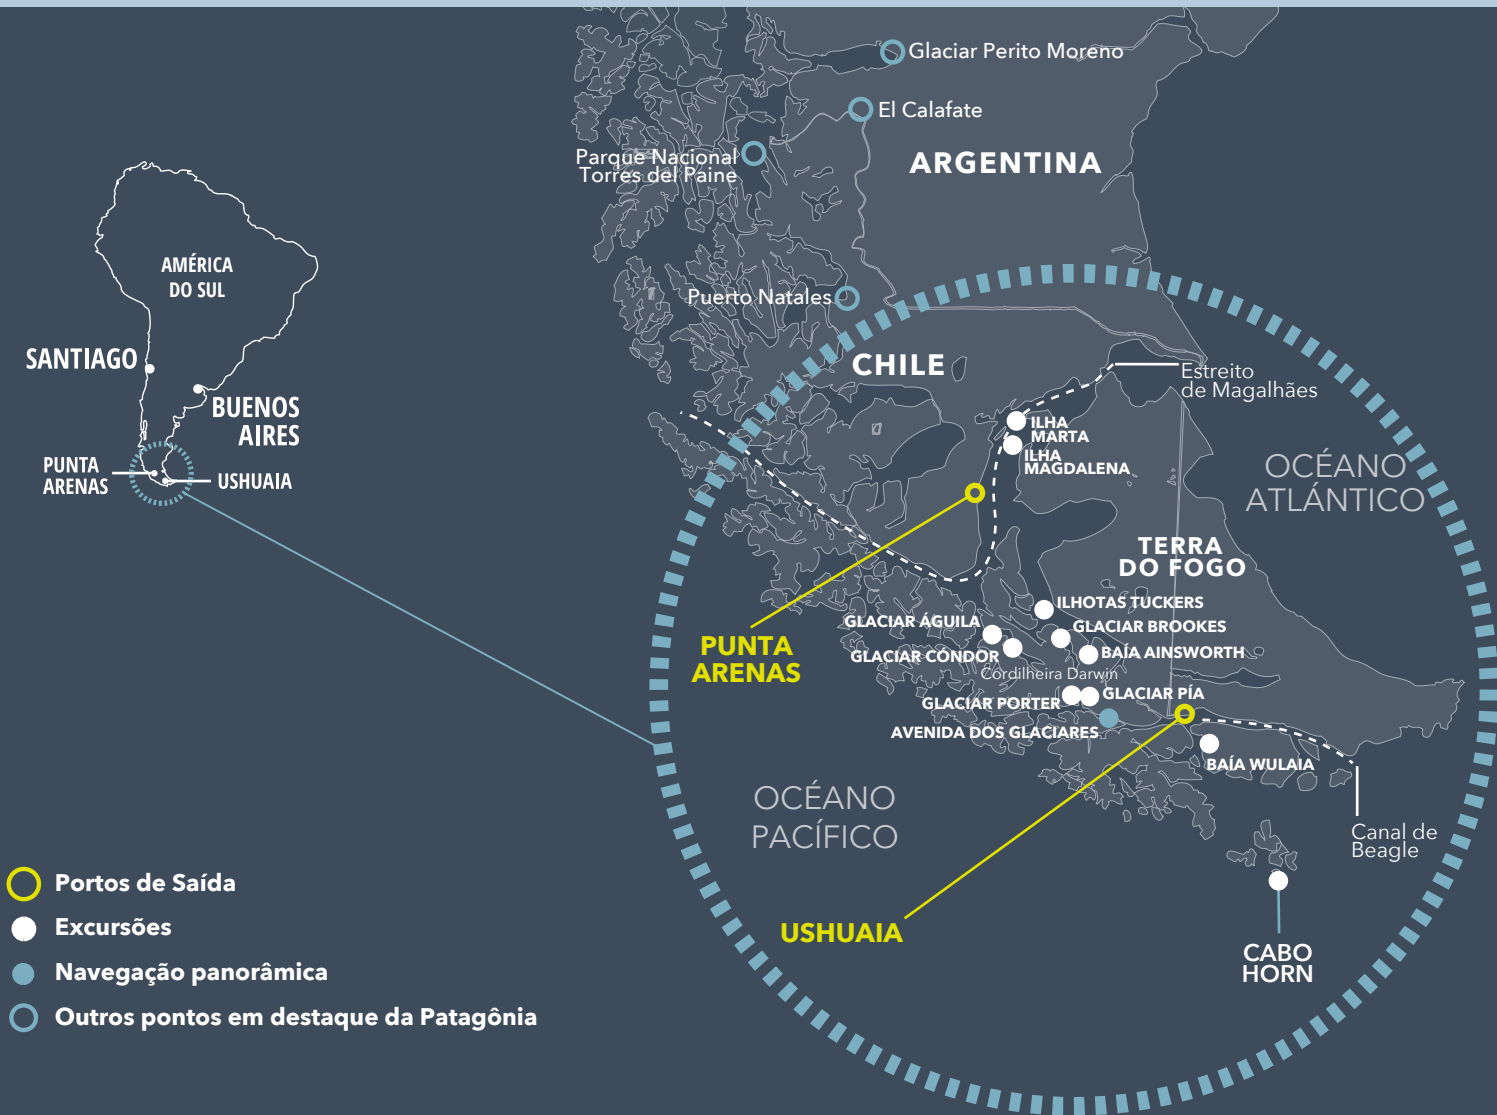 Glaciar Perito Moreno
El Calafate
ARGENTINA
Parque Nacional
Torres del Paine
Puerto Natales
CHILE
Estreito
de Magalhães
ILHA
MARTA
ILHA
MAGDALENA
OCÉANO
ATLÁNTICO
TERRA
DO FOGO
ILHOTAS TUCKERS
GLACIAR ÁGUILA
GLACIAR BROOKES
GLACIAR CÓNDOR
BAÍA AINSWORTH
Cordilheira Darwin
GLACIAR PORTER
GLACIAR PÍA
AVENIDA DOS GLACIARES
BAÍA WULAIA
PUNTA
ARENAS
OCÉANO
PACÍFICO
Canal de
Beagle
USHUAIA
CABO
HORN
AMÉRICA
DO SUL
SANTIAGO
BUENOS
AIRES
PUNTA
ARENAS
USHUAIA
Portos de Saída
Excursões
Navegação panorâmica
Outros pontos em destaque da Patagônia